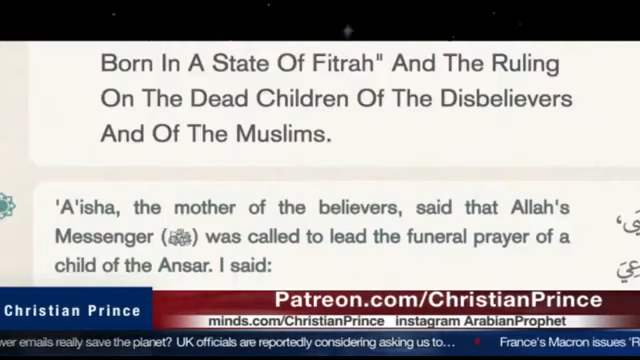 Born In A State Of Fitrah" And The Ruling
On The Dead Children Of The Disbelievers
And Of The Muslims.
'A'isha, the mother of the believers, said that Allah's
Messenger (ﷺ) was called to lead the funeral prayer of a
child of the Ansar. I said:
Patreon.com/ChristianPrince
Christian Prince
minds.com/ChristianPrince instagram ArabianProphet
emails really save the planet? UK officials are reportedly considering asking us to… France's Macron issues